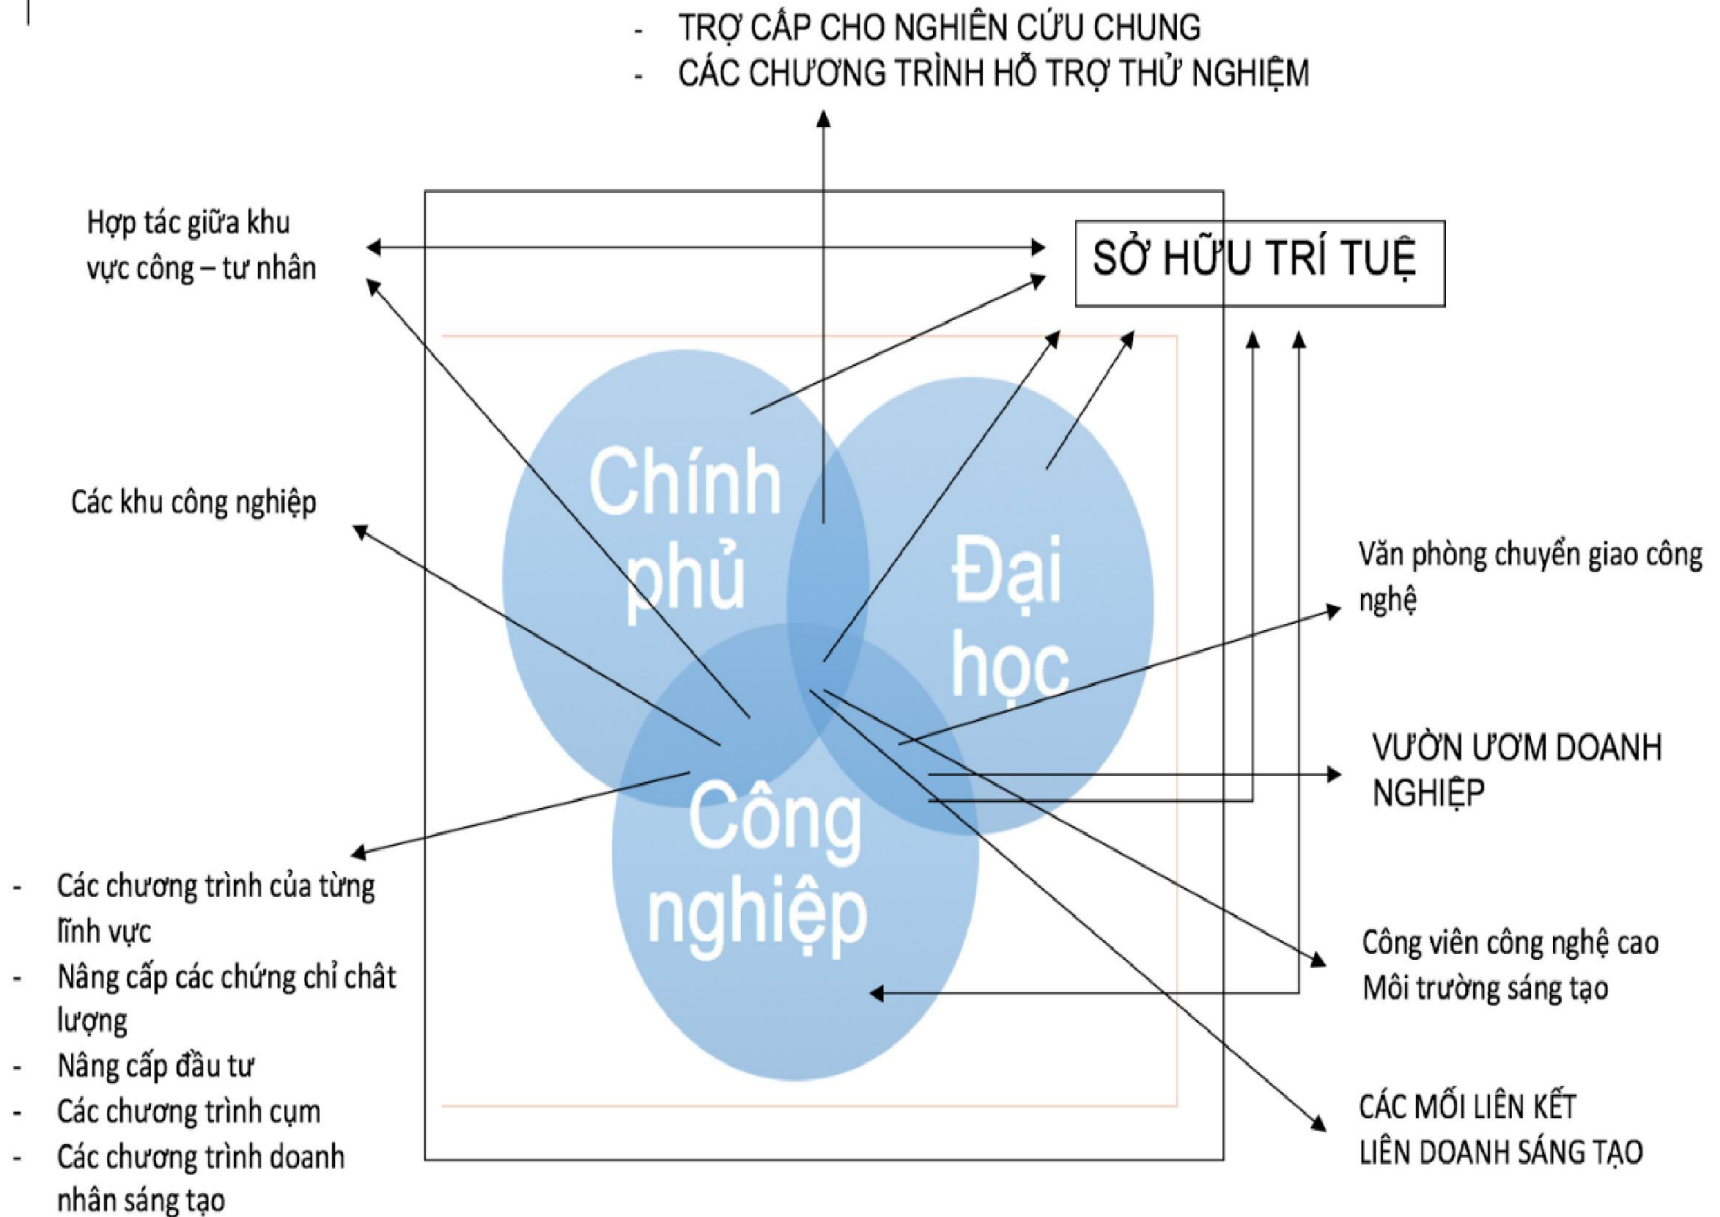 - TRỢ CẤP CHO NGHIÊN CỨU CHUNG
- CÁC CHƯƠNG TRÌNH HỖ TRỢ THỬ NGHIỆM
Hợp tác giữa khu
vực công – tư nhân
SỞ HỮU TRÍ TUỆ
Chính
phủ
Các khu công nghiệp
Đại
học
Văn phòng chuyển giao công
nghệ
VƯỜN ƯƠM DOANH
NGHIỆP
Công
nghiệp
- Các chương trình của từng
lĩnh vực
- Nâng cấp các chứng chỉ chât
lượng
- Nâng cấp đầu tư
- Các chương trình cụm
- Các chương trình doanh
nhân sáng tạo
Công viên công nghệ cao
Môi trường sáng tạo
CÁC MỐI LIÊN KẾT
LIÊN DOANH SÁNG TẠO